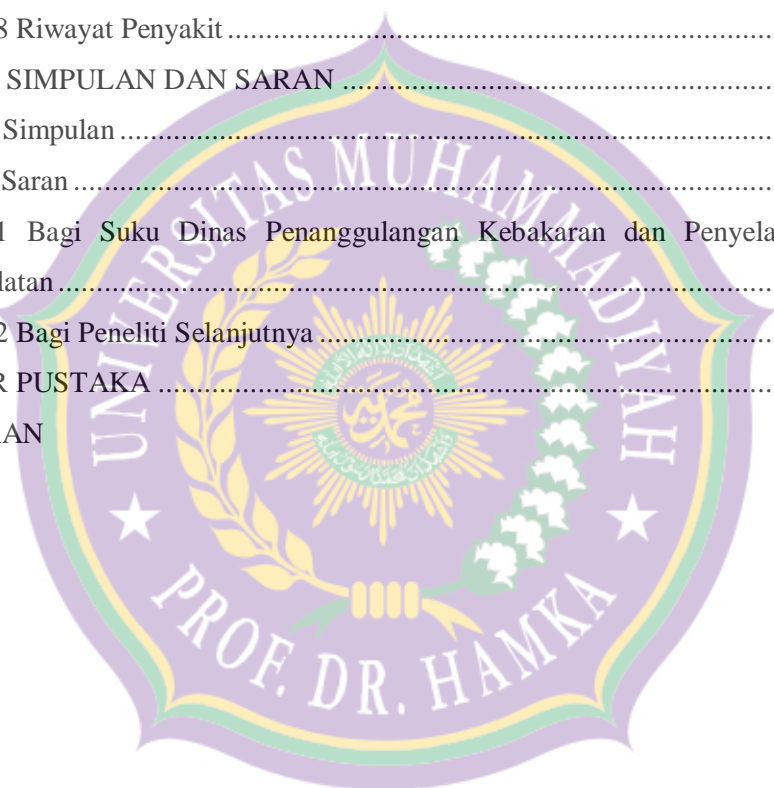 8 Riwayat Penyakit ................................................................
SIMPULAN DAN SARAN ................................................................
Simpulan ................................................................
Saran ................................................................
1 Bagi Suku Dinas Penanggulangan Kebakaran dan Penyela
latan ................................................................
2 Bagi Peneliti Selanjutnya ................................................................
R PUSTAKA ................................................................
RAN
UNIVERSITAS MUHAMMADIYAH
PROF. DR. HAMKA